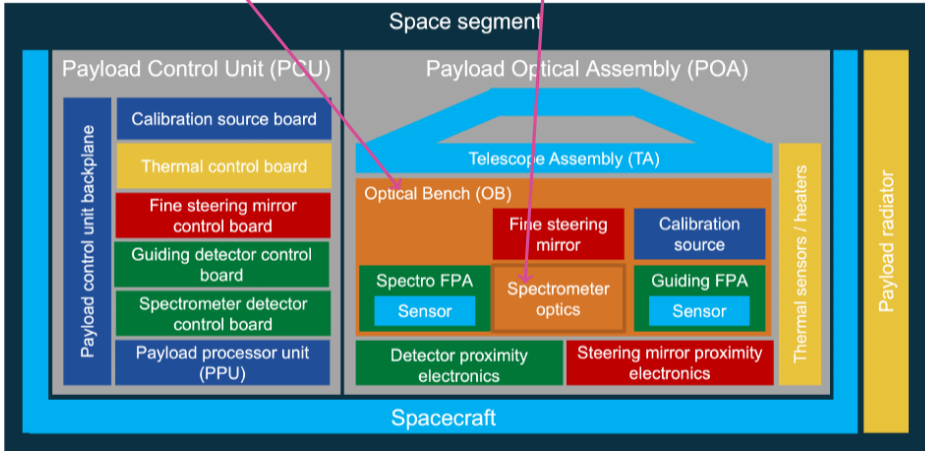 Space segment
Payload Control Unit (PCU)
Payload control unit backplane
Calibration source board
Thermal control board
Fine steering mirror
control board
Guiding detector control
board
Spectrometer detector
control board
Payload processor unit
(PPU)
Payload Optical Assembly (POA)
Telescope Assembly (TA)
Optical Bench (OB)
Fine steering
mirror
Calibration
source
Spectro FPA
Sensor
Spectrometer
optics
Guiding FPA
Sensor
Detector proximity
electronics
Steering mirror proximity
electronics
Thermal sensors / heaters
Payload radiator
Spacecraft